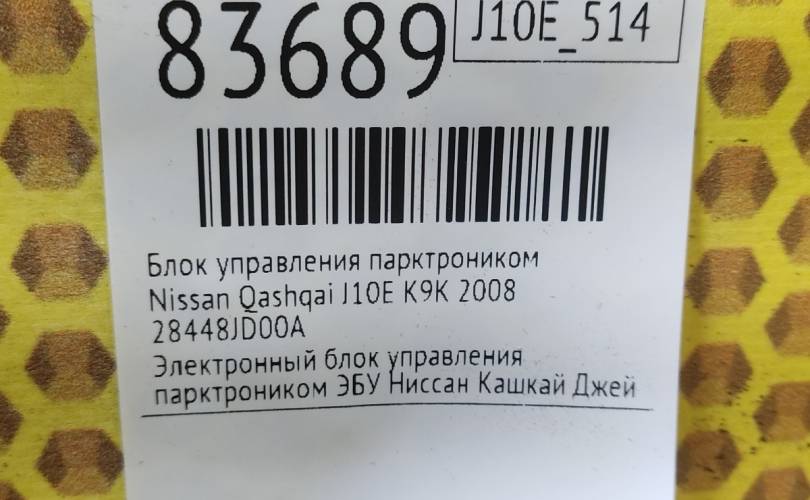 83689
J10E_514
Блок управления парктроником
Nissan Qashqai J10E K9K 2008
28448JD00A
Электронный блок управления
парктроником ЭБУ Ниссан Кашкай Джей